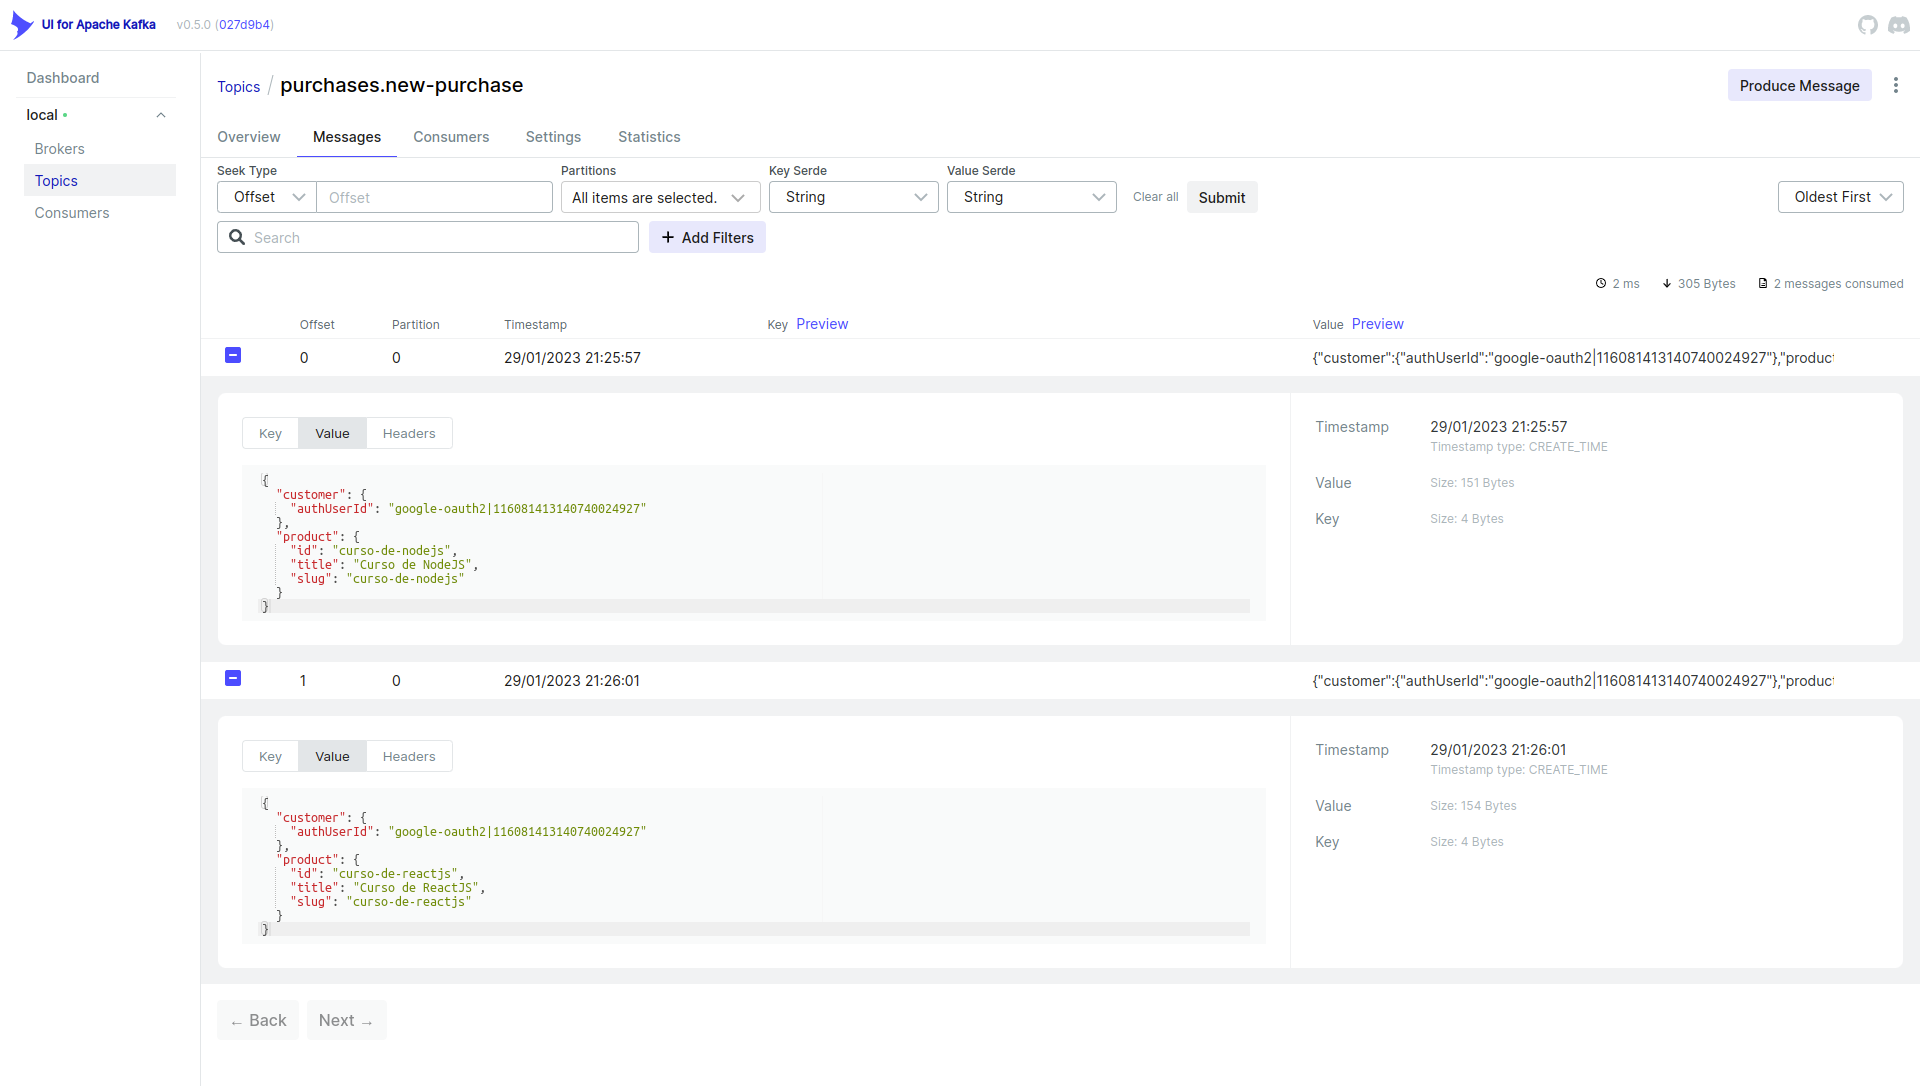 UI for Apache Kafka v0.5.0 (027d9b4)
Dashboard
local
Brokers
Topics
Consumers
Topics / purchases.new-purchase
Produce Message
Overview Messages Consumers Settings Statistics
Seek Type Partitions Key Serde Value Serde
Offset Offset All items are selected. String String Clear all Submit Oldest First
Search + Add Filters
2 ms 305 Bytes 2 messages consumed
Offset Partition Timestamp Key Preview Value Preview
0 0 29/01/2023 21:25:57 {"customer":{"authUserId":"google-oauth2|116081413140740024927"},"produc
Key Value Headers
{
"customer": {
"authUserId": "google-oauth2|116081413140740024927"
},
"product": {
"id": "curso-de-nodejs",
"title": "Curso de NodeJS",
"slug": "curso-de-nodejs"
}
}
Timestamp 29/01/2023 21:25:57
Timestamp type: CREATE_TIME
Value Size: 151 Bytes
Key Size: 4 Bytes
1 0 29/01/2023 21:26:01 {"customer":{"authUserId":"google-oauth2|116081413140740024927"},"produc
Key Value Headers
{
"customer": {
"authUserId": "google-oauth2|116081413140740024927"
},
"product": {
"id": "curso-de-reactjs",
"title": "Curso de ReactJS",
"slug": "curso-de-reactjs"
}
}
Timestamp 29/01/2023 21:26:01
Timestamp type: CREATE_TIME
Value Size: 154 Bytes
Key Size: 4 Bytes
← Back Next →